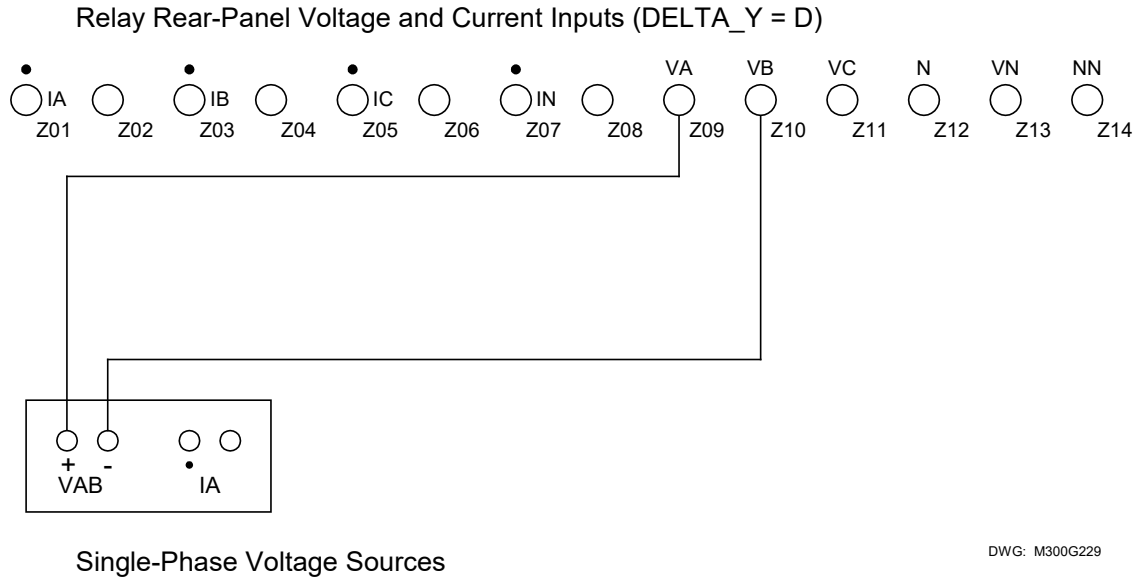 Relay Rear-Panel Voltage and Current Inputs (DELTA_Y = D)
VA VB VC N VN NN
IA IB IC IN
Z01 Z02 Z03 Z04 Z05 Z06 Z07 Z08 Z09 Z10 Z11 Z12 Z13 Z14
+ -
VAB IA
Single-Phase Voltage Sources
DWG: M300G229